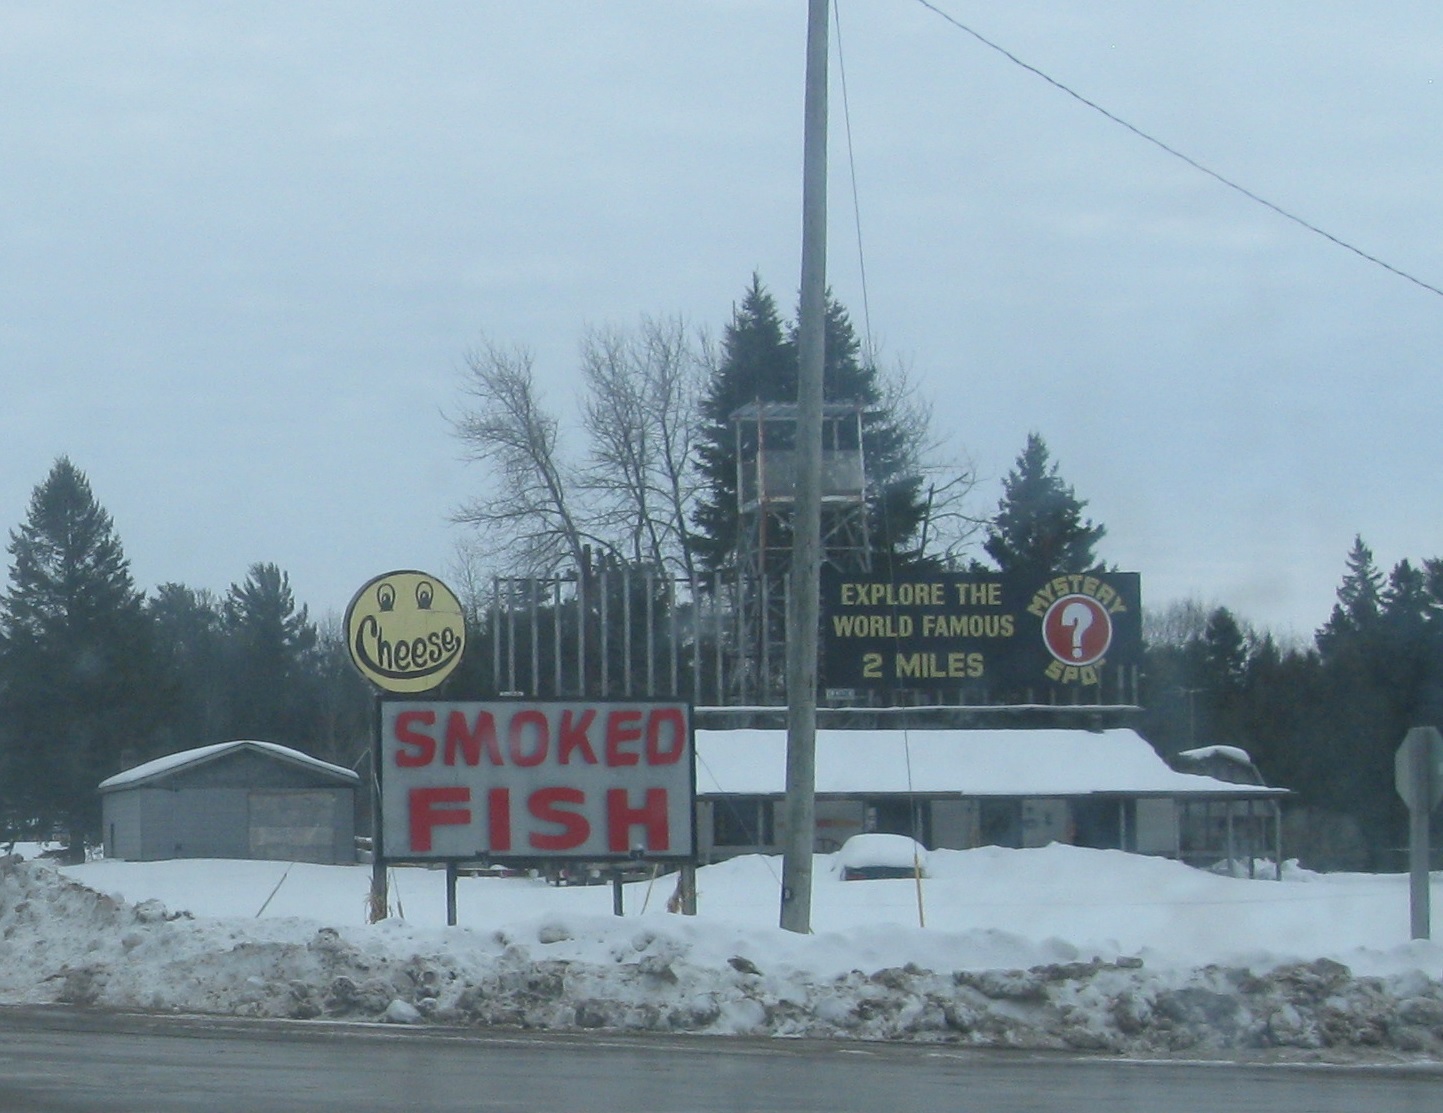 Cheese
SMOKED
FISH
EXPLORE THE
WORLD FAMOUS
2 MILES
MYSTERY
?
SPOT